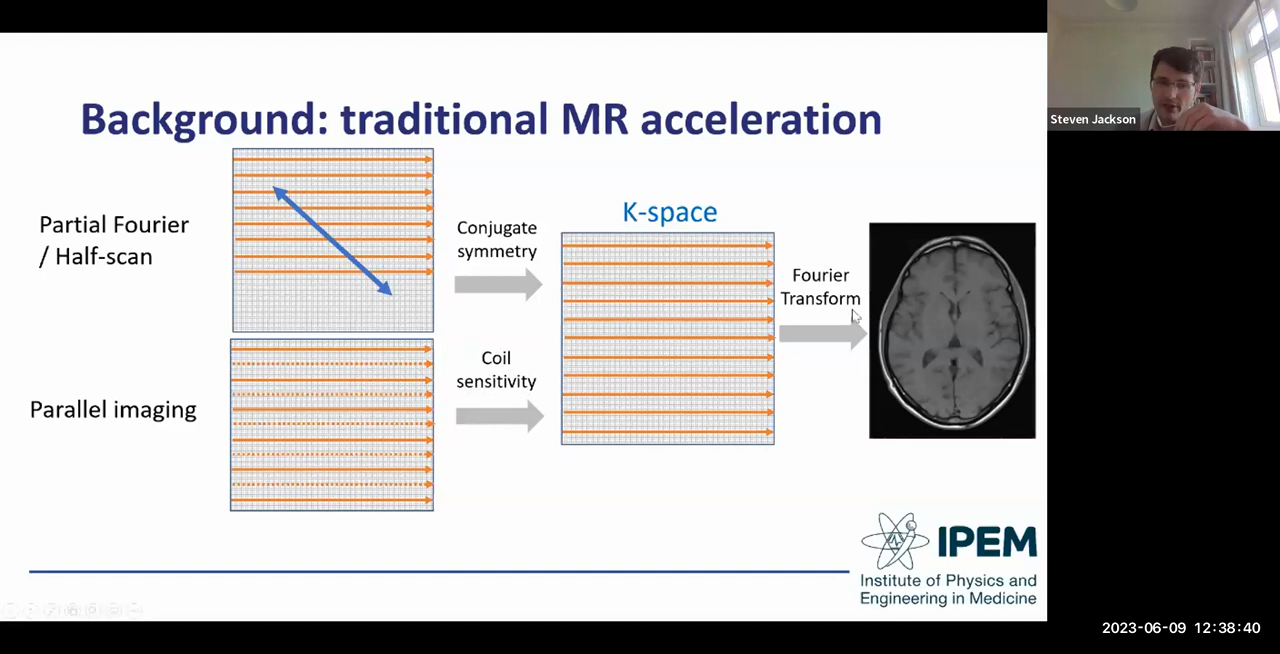 Background: traditional MR acceleration
Partial Fourier
/ Half-scan
Conjugate
symmetry
K-space
Fourier
Transform
Coil
sensitivity
Parallel imaging
IPEM
Institute of Physics and
Engineering in Medicine
Steven Jackson
2023-06-09 12:38:40